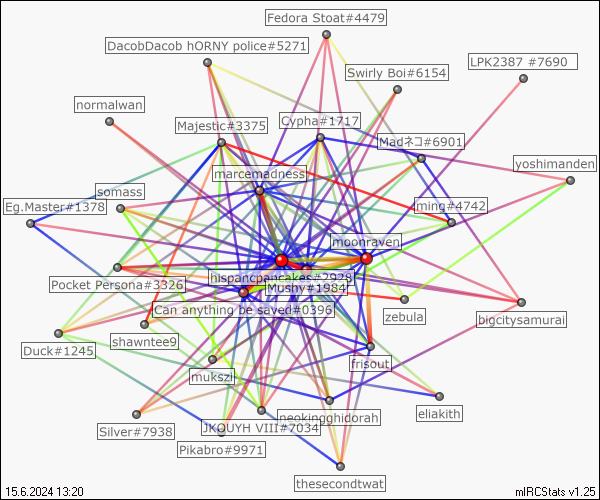 Fedora Stoat#4479
DacobDacob hORNY police#5271
LPK2387 #7690
Swirly Boi#6154
normalwan
Majestic#3375
Cypha#1717
Madネコ#6901
marcemadness
yoshimanden
somass
Eg.Master#1378
ming#4742
moonraven
hispancpancakes#2928
Pocket Persona#3326
Mushy#1984
Can anything be saved#0396
zebula
bigcitysamurai
shawntee9
Duck#1245
frisout
mukszi
eliakith
neokingghidorah
Silver#7938
JKQUYH VIII#7034
Pikabro#9971
thesecondtwat
15.6.2024 13:20
mIRCStats v1.25